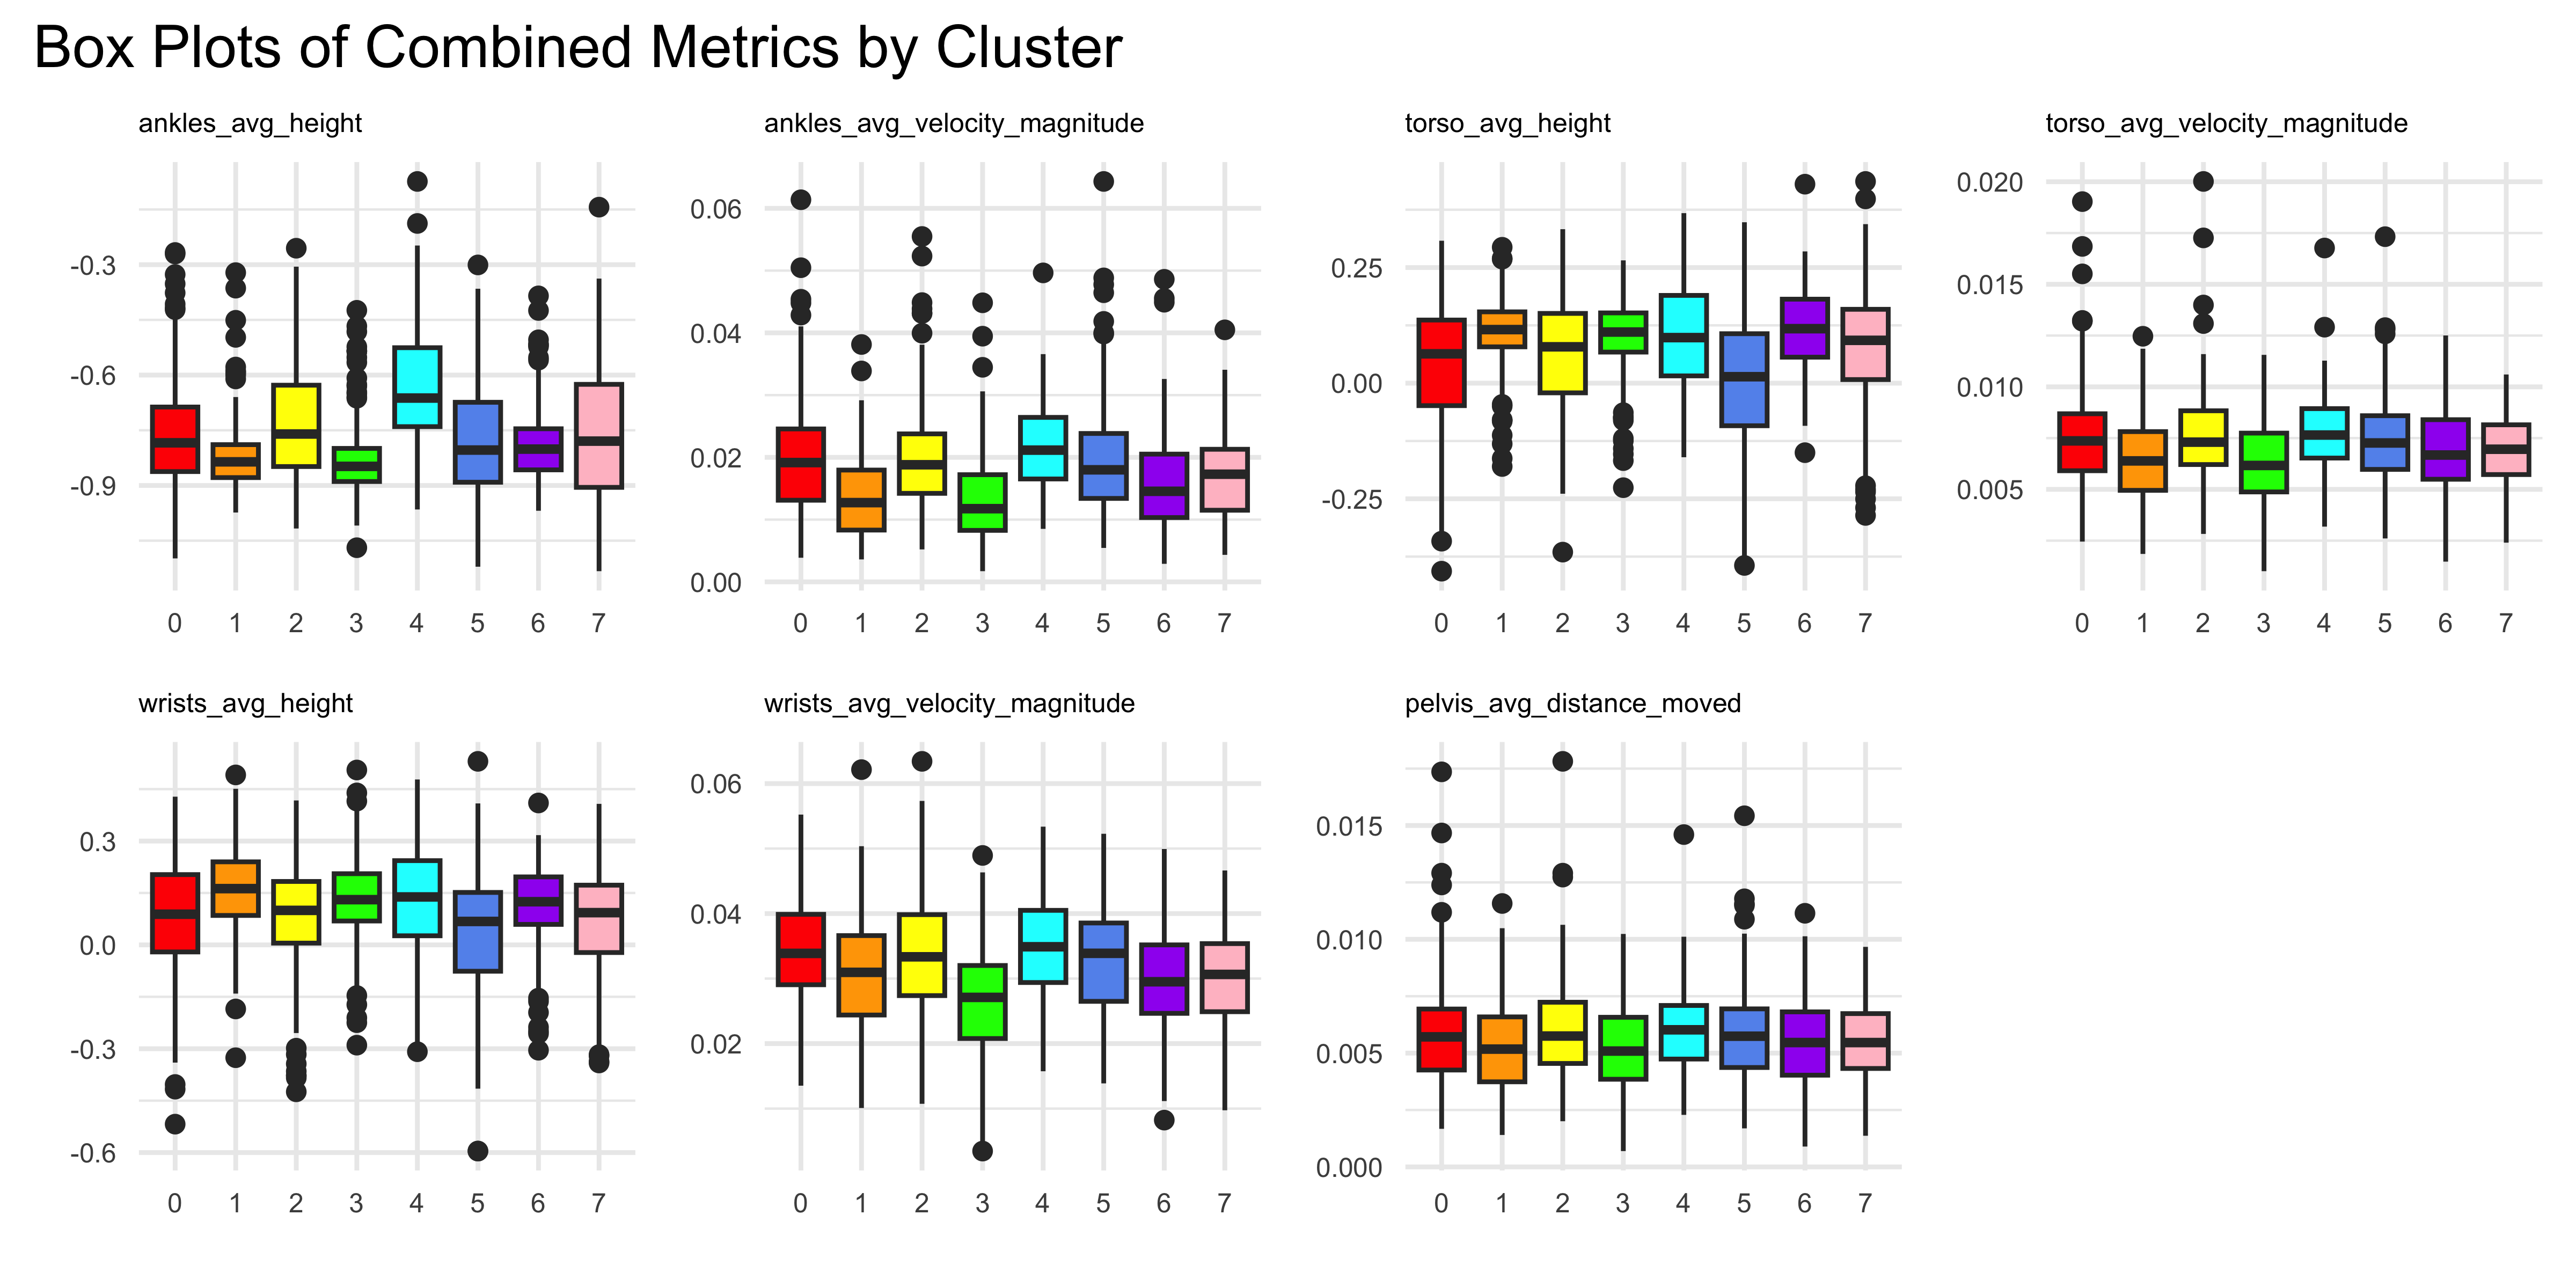 Box Plots of Combined Metrics by Cluster
ankles_avg_height
-0.3
-0.6
-0.9
0 1 2 3 4 5 6 7
ankles_avg_velocity_magnitude
0.06
0.04
0.02
0.00
0 1 2 3 4 5 6 7
torso_avg_height
0.25
0.00
-0.25
0 1 2 3 4 5 6 7
torso_avg_velocity_magnitude
0.020
0.015
0.010
0.005
0 1 2 3 4 5 6 7
wrists_avg_height
0.3
0.0
-0.3
-0.6
0 1 2 3 4 5 6 7
wrists_avg_velocity_magnitude
0.06
0.04
0.02
0 1 2 3 4 5 6 7
pelvis_avg_distance_moved
0.015
0.010
0.005
0.000
0 1 2 3 4 5 6 7